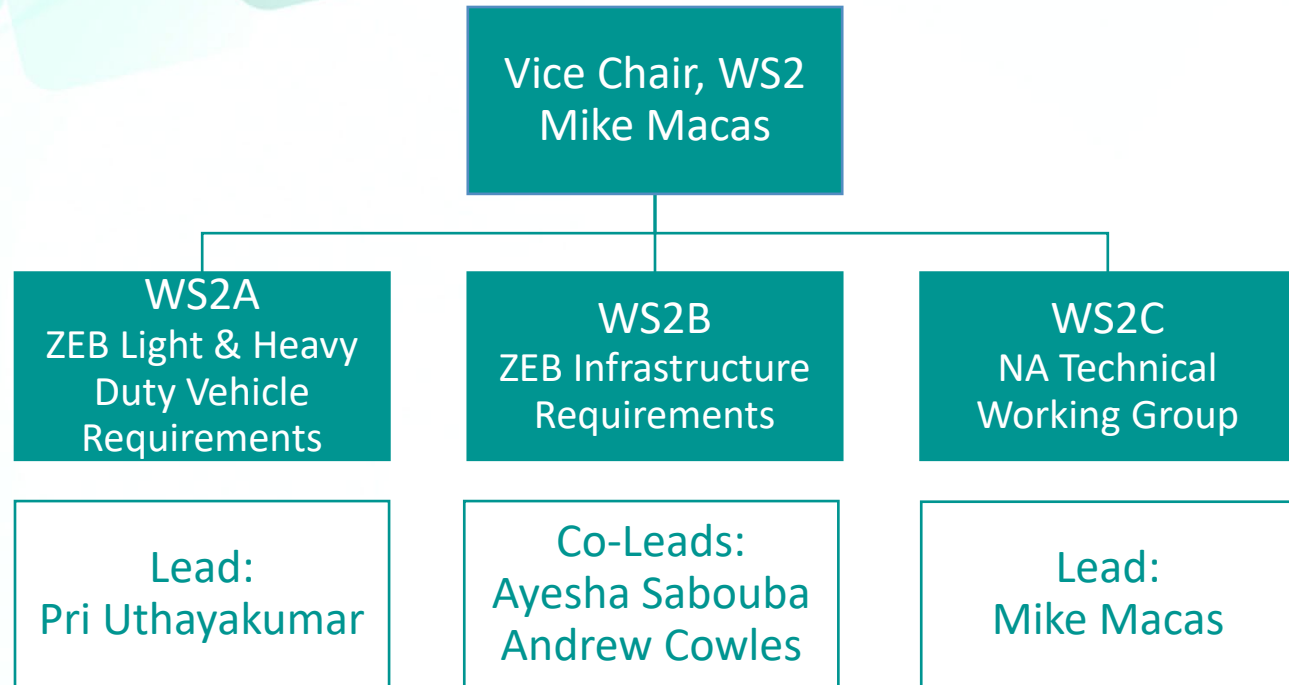 Vice Chair, WS2
Mike Macas
WS2A
ZEB Light & Heavy
Duty Vehicle
Requirements
WS2B
ZEB Infrastructure
Requirements
WS2C
NA Technical
Working Group
Lead:
Pri Uthayakumar
Co-Leads:
Ayesha Sabouba
Andrew Cowles
Lead:
Mike Macas